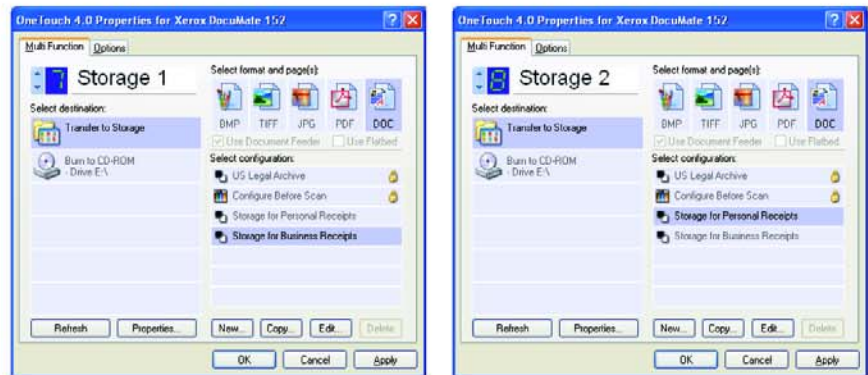 OneTouch 4.0 Properties for Xerox DocuMate 152
Multi Function Options
7 Storage 1
Select format and page(s):
BMP TIFF JPG PDF DOC
Use Document Feeder Use Flatbed
Select destination:
Transfer to Storage
Burn to CD-ROM
- Drive E:\
Select configuration:
US Legal Archive
Configure Before Scan
Storage for Personal Receipts
Storage for Business Receipts
Refresh Properties... New... Copy... Edit... Delete
OK Cancel Apply
OneTouch 4.0 Properties for Xerox DocuMate 152
Multi Function Options
8 Storage 2
Select format and page(s):
BMP TIFF JPG PDF DOC
Use Document Feeder Use Flatbed
Select destination:
Transfer to Storage
Burn to CD-ROM
- Drive E:\
Select configuration:
US Legal Archive
Configure Before Scan
Storage for Personal Receipts
Storage for Business Receipts
Refresh Properties... New... Copy... Edit... Delete
OK Cancel Apply